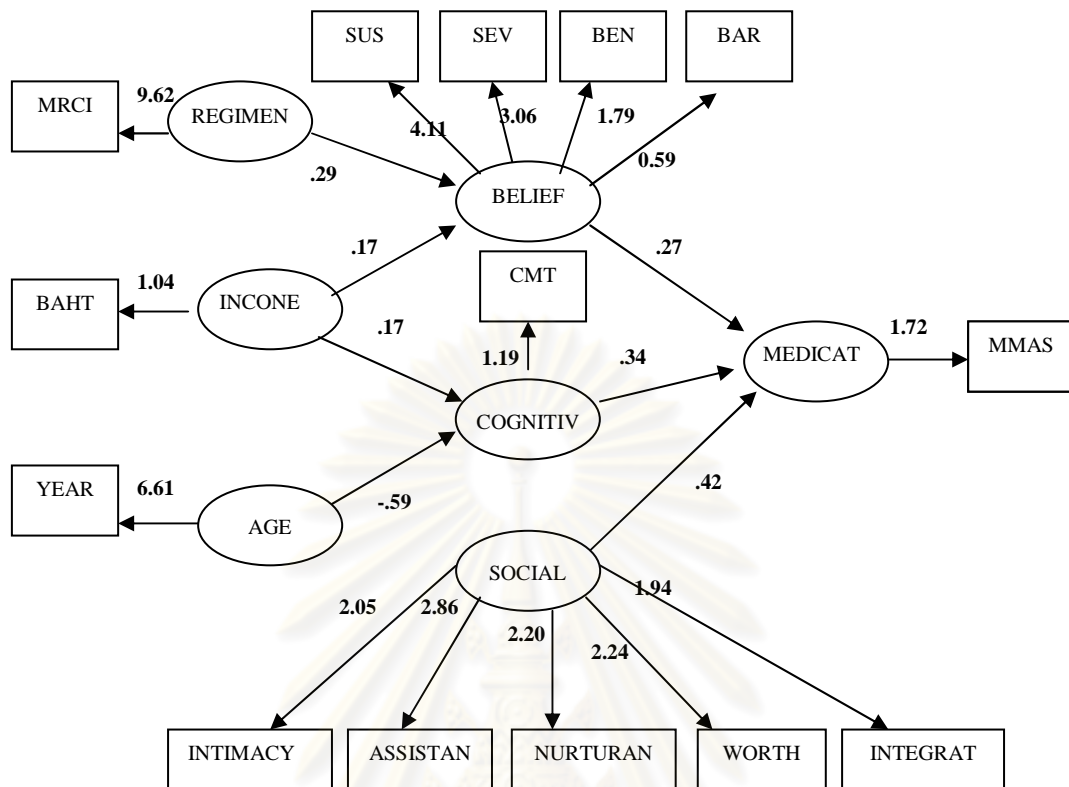 SUS
SEV
BEN
BAR
MRCI
9.62
REGIMEN
4.11
3.06
1.79
0.59
.29
BELIEF
.17
.27
BAHT
1.04
INCONE
CMT
.17
1.19
.34
MEDICAT
1.72
MMAS
COGNITIV
YEAR
6.61
AGE
-.59
.42
SOCIAL
2.05
2.86
2.20
2.24
1.94
INTIMACY
ASSISTAN
NURTURAN
WORTH
INTEGRAT